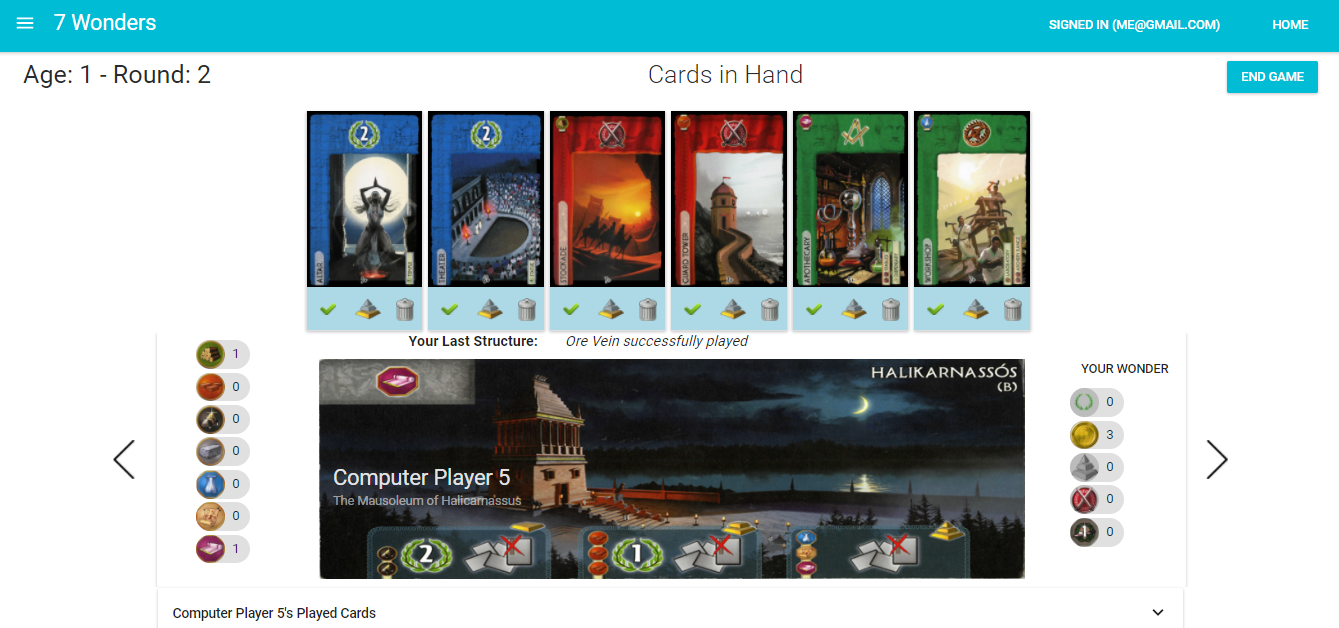 7 Wonders
SIGNED IN (ME@GMAIL.COM)
HOME
Age: 1 - Round: 2
Cards in Hand
END GAME
2
ALTAR
2
THEATER
STOCKADE
GUARD TOWER
APOTHECARY
WORKSHOP
Your Last Structure: Ore Vein successfully played
1
0
0
0
0
0
1
HALIKARNASSÓS
(B)
Computer Player 5
The Mausoleum of Halicarnassus
2
1
YOUR WONDER
0
3
0
0
-1 0
Computer Player 5's Played Cards